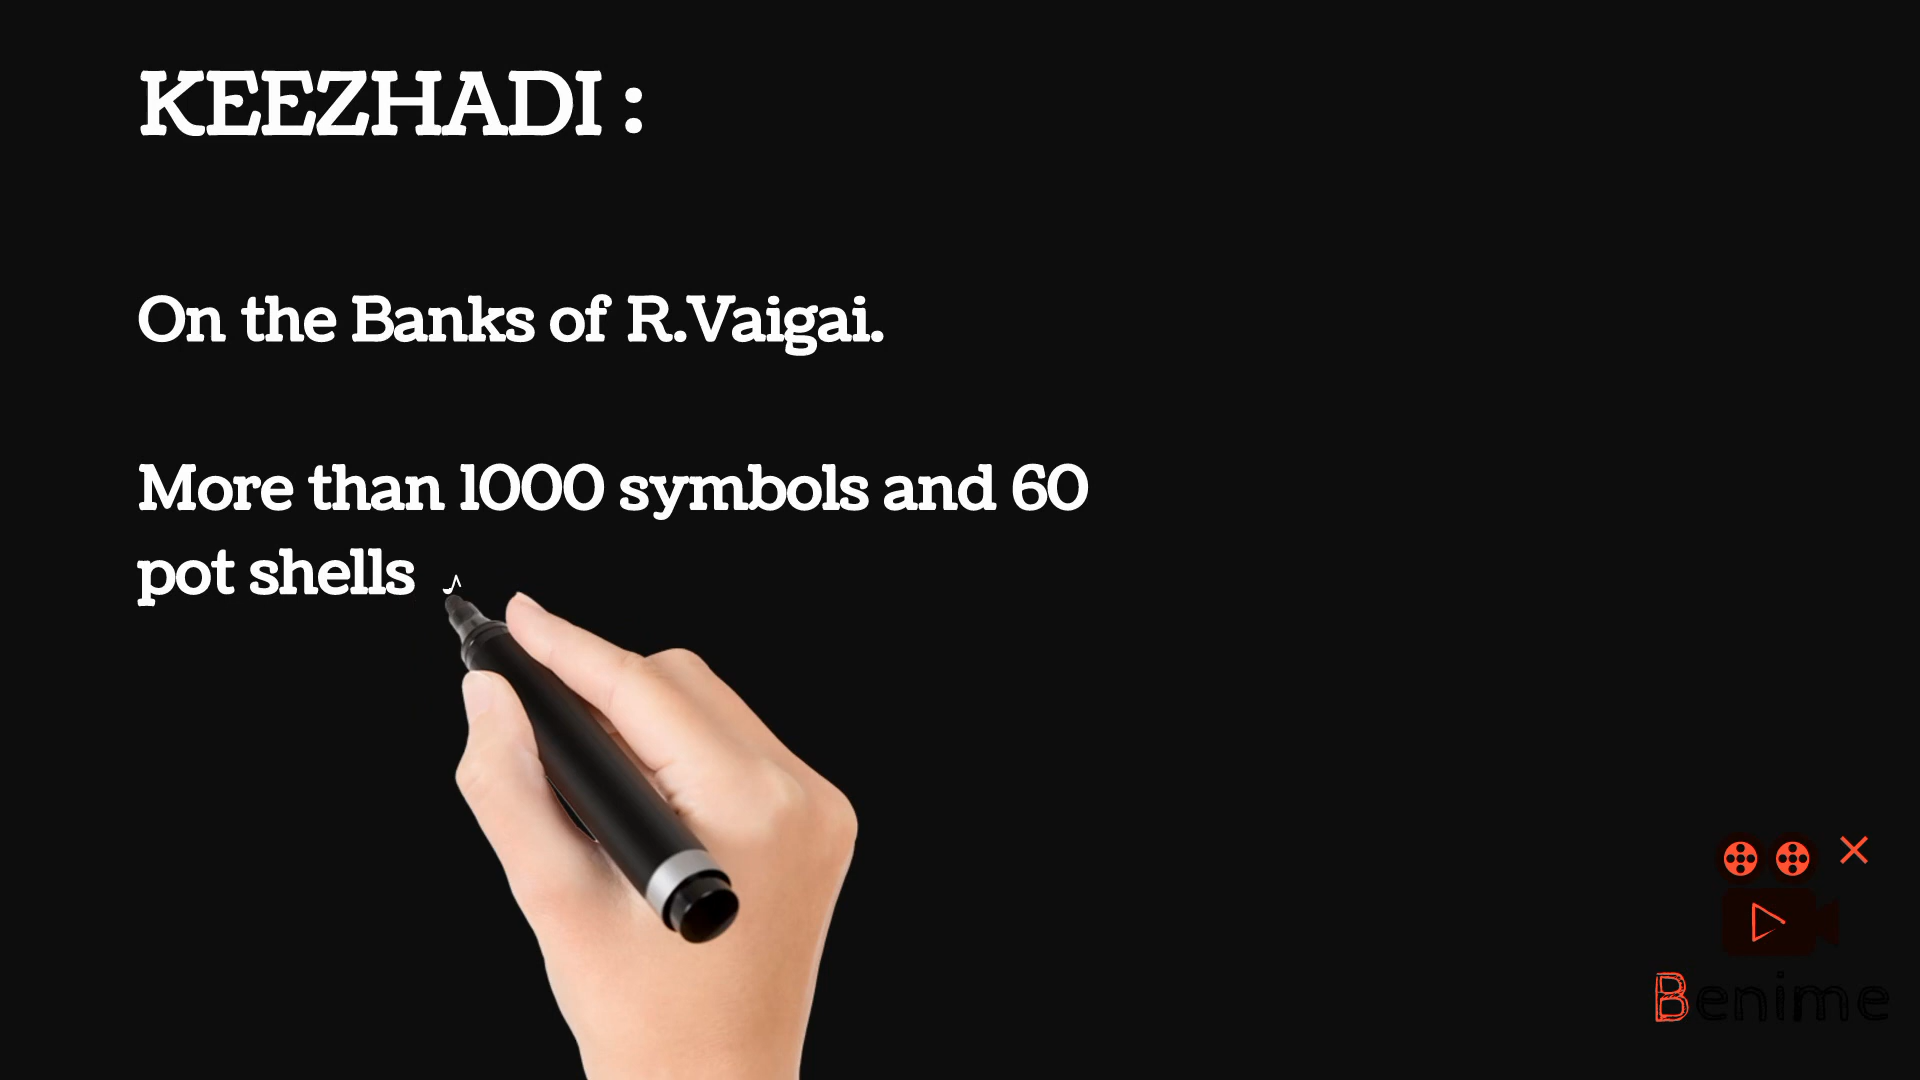 KEEZHADI :
On the Banks of R.Vaigai.
More than 1000 symbols and 60
pot shells
Benime